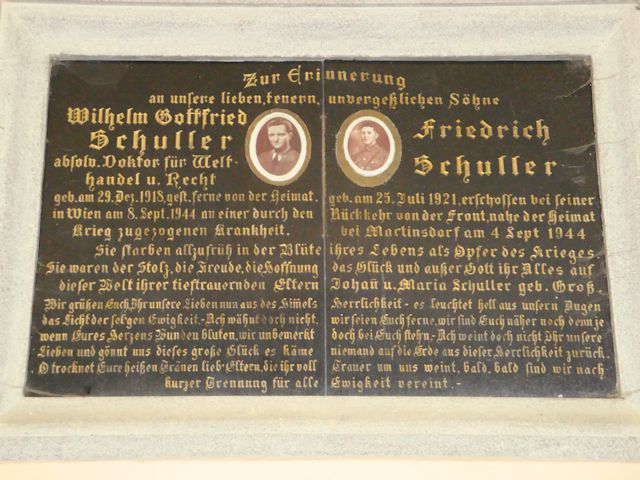 Zur Erinnerung
an unsere lieben, teuern, unvergeßlichen Söhne
Wilhelm Gottfried
Schuller
absolv. Doktor für Welt-
handel u. Recht
geb. am 29. Dez. 1918, gest. ferne von der Heimat,
in Wien am 8. Sept. 1944 an einer durch den
Krieg zugezogenen Krankheit.
Friedrich
Schuller
geb. am 25. Juli 1921, erschossen bei seiner
Rückkehr von der Front, nahe der Heimat
bei Martinsdorf am 4 Sept 1944
Sie starben allzufrüh in der Blüte ihres Lebens als Opfer des Krieges.
Sie waren der Stolz, die Freude, die Hoffnung das Glück und außer Gott ihr Alles auf
dieser Welt ihrer tieftrauernden Eltern Johan̄ u. Maria Schuller geb. Groß.
Wir grüßen Euch, Ihr unsere Lieben nun aus des Him̄els Herrlichkeit - es leuchtet hell aus unsern Augen
das Licht der sel'gen Ewigkeit. - Ach wähnt doch nicht, wir seien Euch ferne, wir sind Euch näher noch denn je
wenn Eures Herzens Wunden bluten, wir unbemerkt doch bei Euch stehn. - Ach weint doch nicht Ihr unsere
Lieben und gönnt uns dieses große Glück es käme niemand auf die Erde aus dieser Herrlichkeit zurück.
O trocknet Eure heißen Tränen lieb. Eltern, die ihr voll Trauer um uns weint, bald, bald sind wir nach
kurzer Trennung für alle Ewigkeit vereint. -